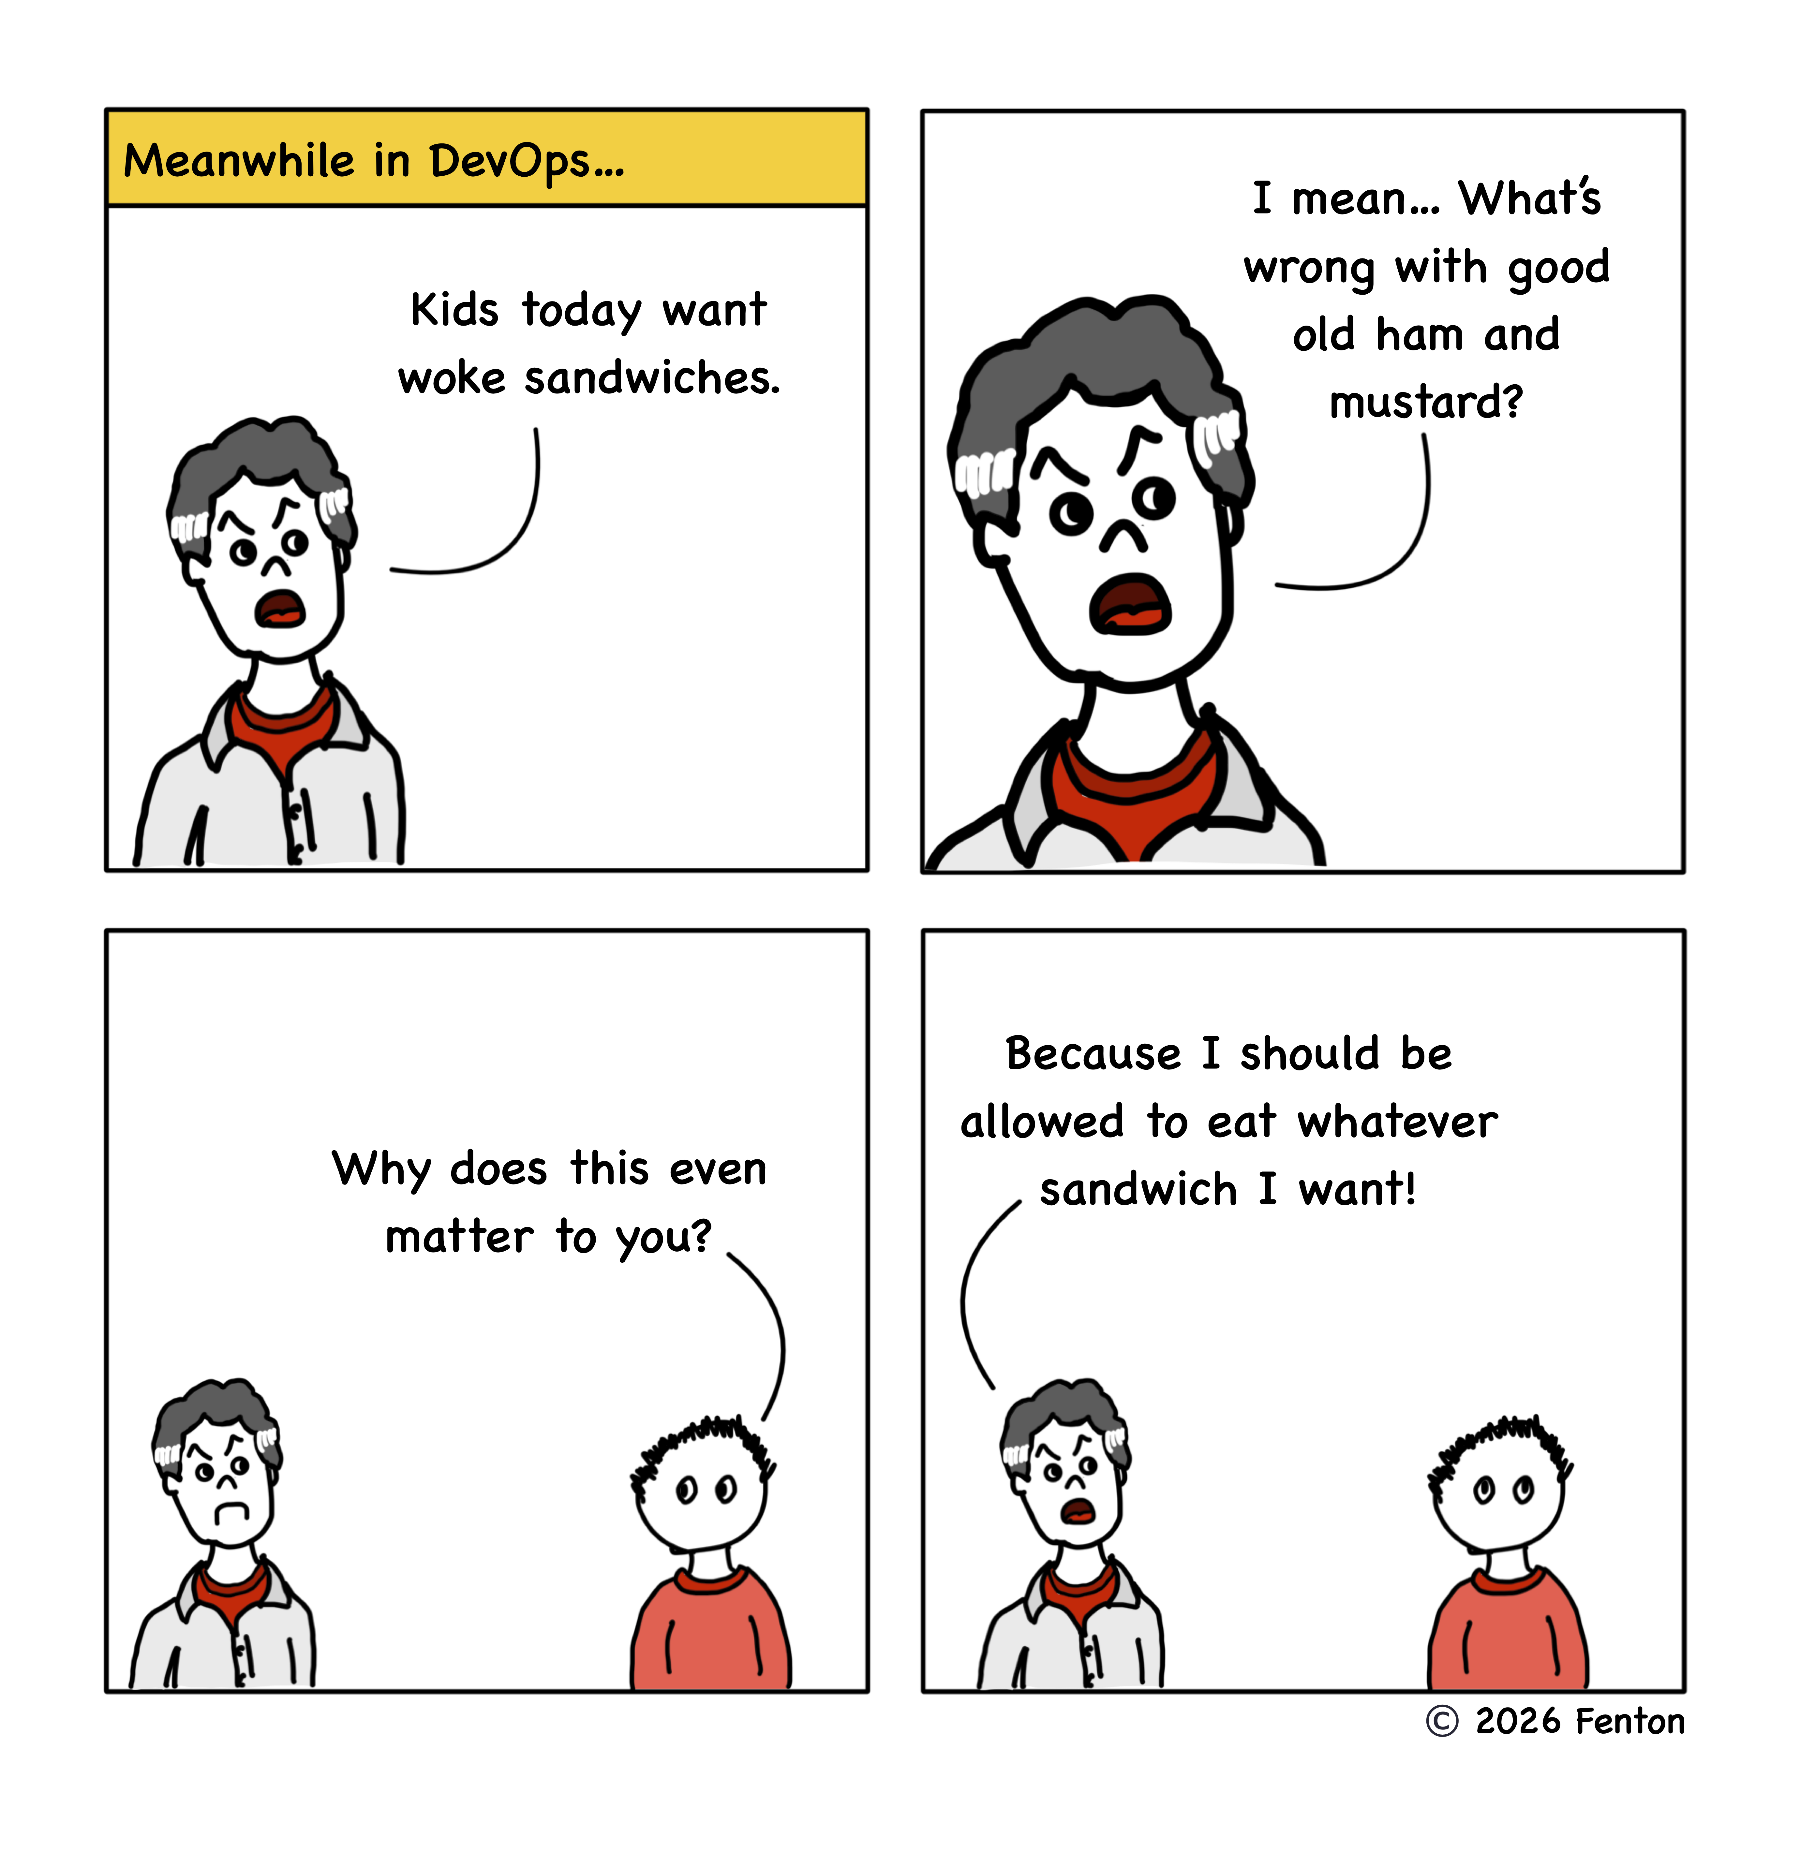 Meanwhile in DevOps...
Kids today want
woke sandwiches.
I mean... What's
wrong with good
old ham and
mustard?
Why does this even
matter to you?
Because I should be
allowed to eat whatever
sandwich I want!
© 2026 Fenton